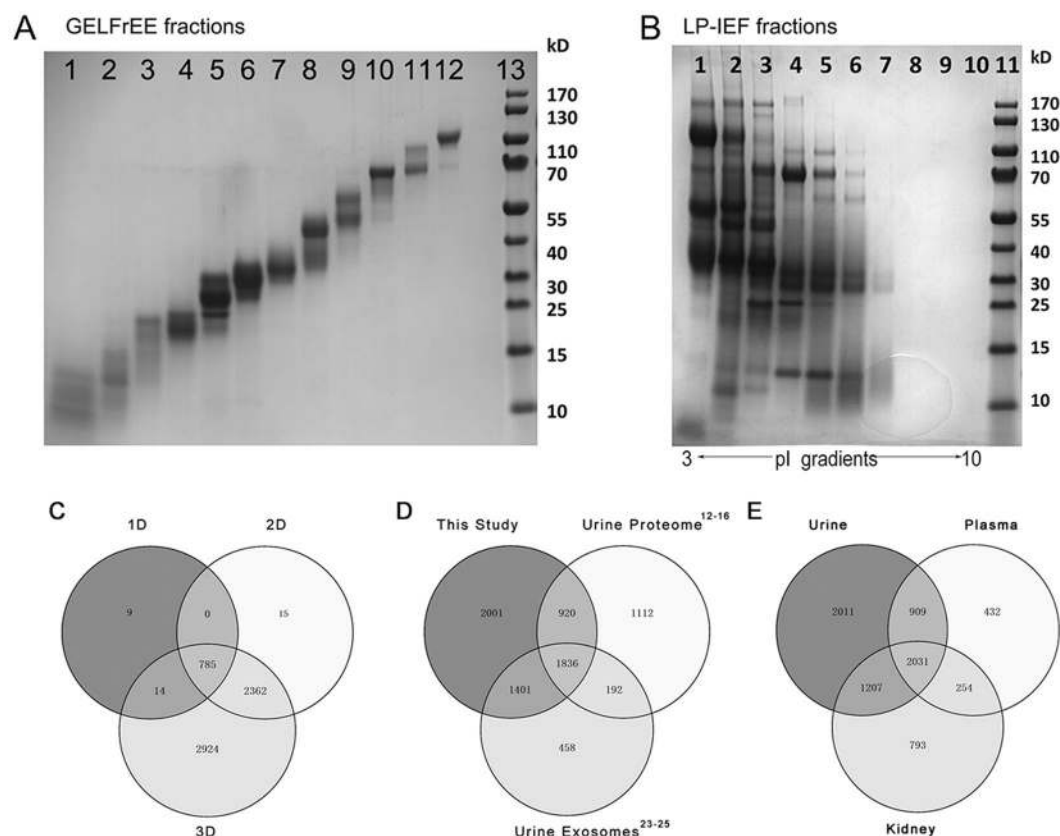 A GELFrEE fractions
1 2 3 4 5 6 7 8 9 10 11 12 13
kD
170
130
110
70
55
40
30
25
15
10
B LP-IEF fractions
1 2 3 4 5 6 7 8 9 10 11
kD
170
130
110
70
55
40
30
25
15
10
3 pI gradients 10
C
1D 2D
9 0 15
785
14 2362
2924
3D
D
This Study Urine Proteome12-16
2001 920 1112
1836
1401 192
458
Urine Exosomes23-25
E
Urine Plasma
2011 909 432
2031
1207 254
793
Kidney